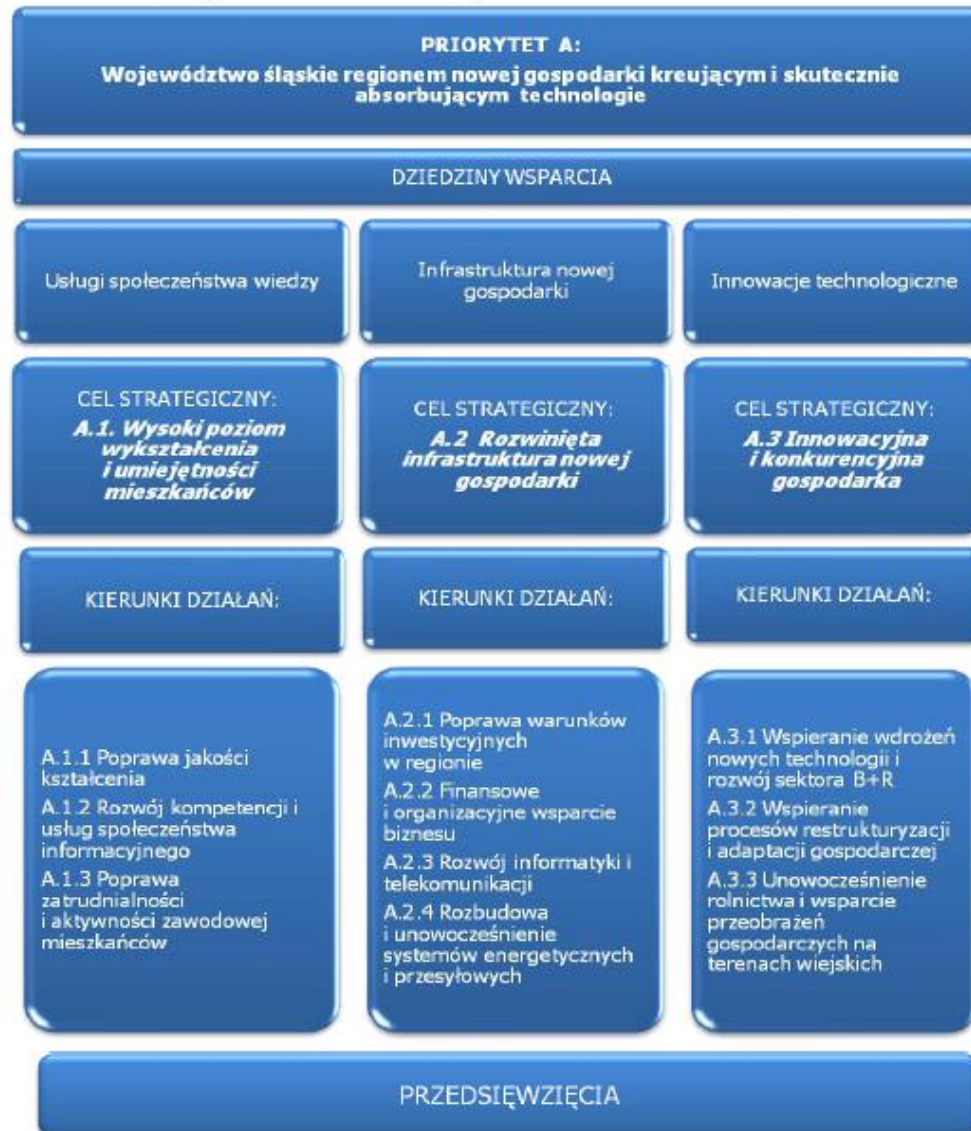 PRIORYTET A:
Województwo śląskie regionem nowej gospodarki kreującym i skutecznie
absorbującym technologie
DZIEDZINY WSPARCIA
Usługi społeczeństwa wiedzy
Infrastruktura nowej
gospodarki
Innowacje technologiczne
CEL STRATEGICZNY:
A.1. Wysoki poziom
wykształcenia
i umiejętności
mieszkańców
CEL STRATEGICZNY:
A.2 Rozwinięta
infrastruktura nowej
gospodarki
CEL STRATEGICZNY:
A.3 Innowacyjna
i konkurencyjna
gospodarka
KIERUNKI DZIAŁAŃ:
KIERUNKI DZIAŁAŃ:
KIERUNKI DZIAŁAŃ:
A.1.1 Poprawa jakości
kształcenia
A.1.2 Rozwój kompetencji i
usług społeczeństwa
informacyjnego
A.1.3 Poprawa
zatrudnialności
i aktywności zawodowej
mieszkańców
A.2.1 Poprawa warunków
inwestycyjnych
w regionie
A.2.2 Finansowe
i organizacyjne wsparcie
biznesu
A.2.3 Rozwój informatyki i
telekomunikacji
A.2.4 Rozbudowa
i unowocześnienie
systemów energetycznych
i przesyłowych
A.3.1 Wspieranie wdrożeń
nowych technologii i
rozwój sektora B+R
A.3.2 Wspieranie
procesów restrukturyzacji
i adaptacji gospodarczej
A.3.3 Unowocześnienie
rolnictwa i wsparcie
przeobrażeń
gospodarczych na
terenach wiejskich
PRZEDSIĘWZIĘCIA